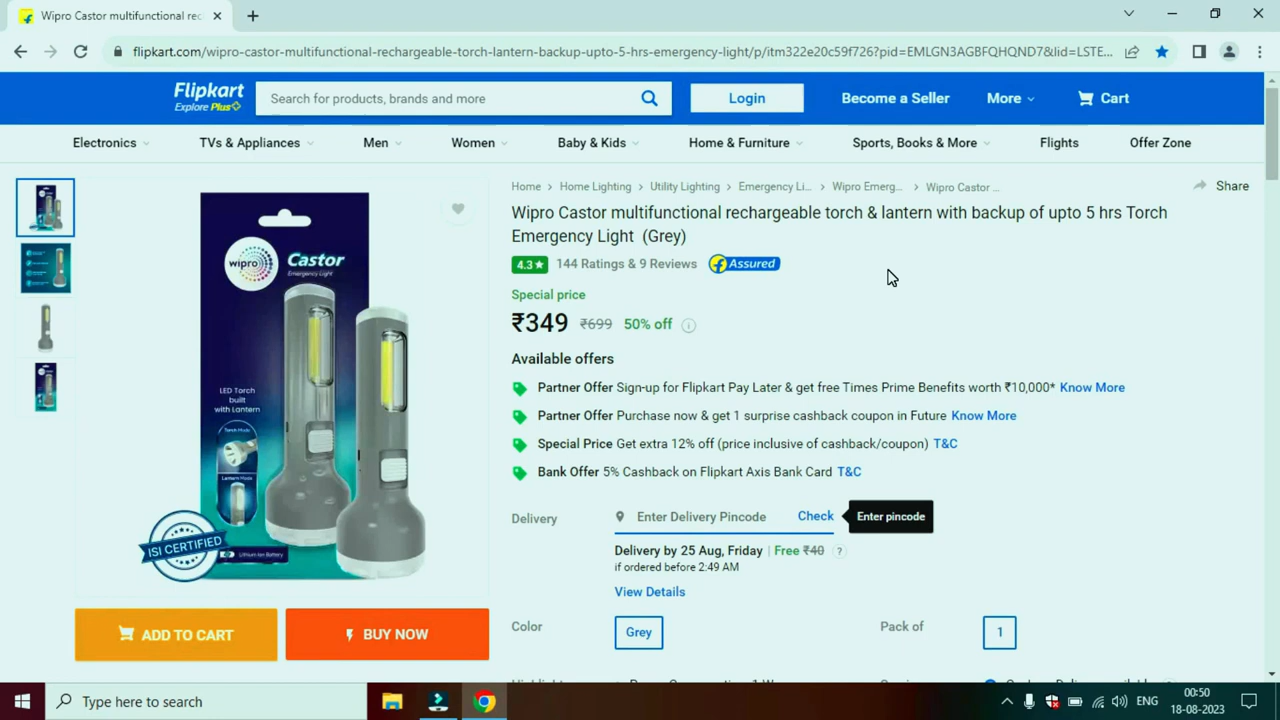 Wipro Castor multifunctional rec
flipkart.com/wipro-castor-multifunctional-rechargeable-torch-lantern-backup-upto-5-hrs-emergency-light/p/itm322e20c59f726?pid=EMLGN3AGBFQHQND7&lid=LSTE...
Flipkart
Explore Plus
Search for products, brands and more
Login
Become a Seller
More
Cart
Electronics
TVs & Appliances
Men
Women
Baby & Kids
Home & Furniture
Sports, Books & More
Flights
Offer Zone
Home > Home Lighting > Utility Lighting > Emergency Li... > Wipro Emerg... > Wipro Castor ...
Share
Wipro Castor multifunctional rechargeable torch & lantern with backup of upto 5 hrs Torch
Emergency Light (Grey)
4.3★ 144 Ratings & 9 Reviews Assured
Special price
₹349 ₹699 50% off
Available offers
Partner Offer Sign-up for Flipkart Pay Later & get free Times Prime Benefits worth ₹10,000* Know More
Partner Offer Purchase now & get 1 surprise cashback coupon in Future Know More
Special Price Get extra 12% off (price inclusive of cashback/coupon) T&C
Bank Offer 5% Cashback on Flipkart Axis Bank Card T&C
Delivery
Enter Delivery Pincode
Check
Enter pincode
Delivery by 25 Aug, Friday | Free ₹40 ?
if ordered before 2:49 AM
View Details
Color
Grey
Pack of
1
wipro
Castor
Emergency Light
LED Torch
built
with Lantern
Torch Mode
Lantern Mode
ISI CERTIFIED
Lithium Ion Battery
ADD TO CART
BUY NOW
Type here to search
ENG
00:50
18-08-2023